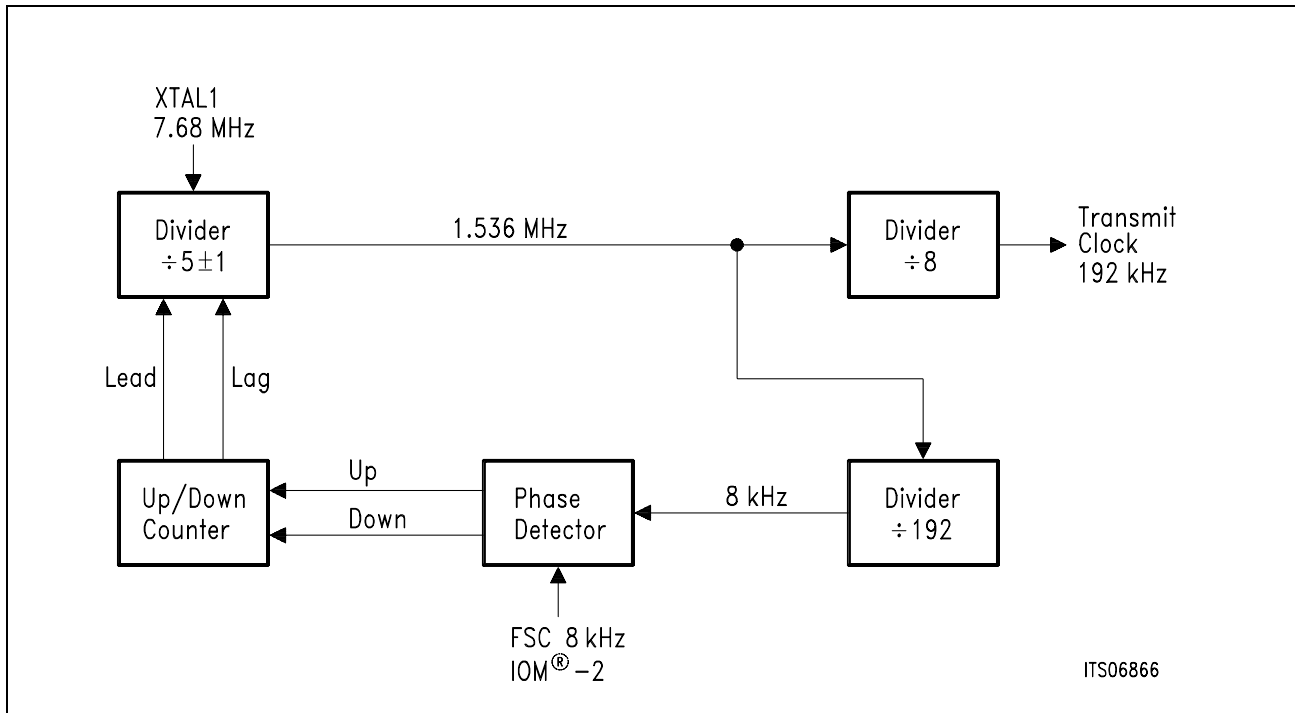 XTAL1
7.68 MHz
Divider
÷5±1
1.536 MHz
Divider
÷8
Transmit
Clock
192 kHz
Lead
Lag
Up/Down
Counter
Up
Down
Phase
Detector
8 kHz
Divider
÷192
FSC 8 kHz
IOM®-2
ITS06866